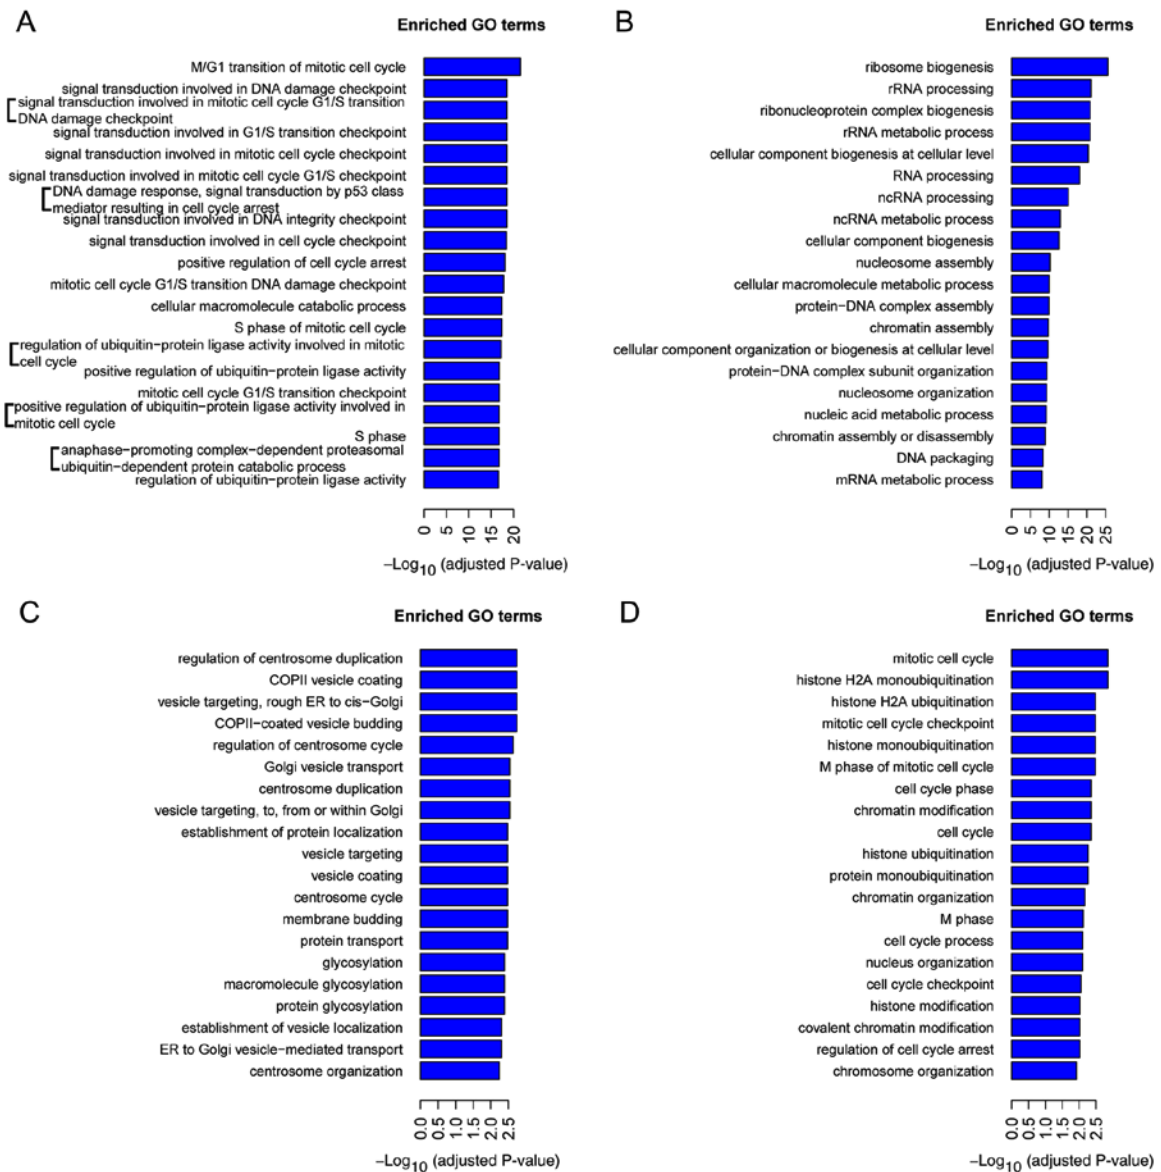 A
Enriched GO terms
M/G1 transition of mitotic cell cycle
signal transduction involved in DNA damage checkpoint
signal transduction involved in mitotic cell cycle G1/S transition
DNA damage checkpoint
signal transduction involved in G1/S transition checkpoint
signal transduction involved in mitotic cell cycle checkpoint
signal transduction involved in mitotic cell cycle G1/S checkpoint
DNA damage response, signal transduction by p53 class
mediator resulting in cell cycle arrest
signal transduction involved in DNA integrity checkpoint
signal transduction involved in cell cycle checkpoint
positive regulation of cell cycle arrest
mitotic cell cycle G1/S transition DNA damage checkpoint
cellular macromolecule catabolic process
S phase of mitotic cell cycle
regulation of ubiquitin−protein ligase activity involved in mitotic
cell cycle
positive regulation of ubiquitin−protein ligase activity
mitotic cell cycle G1/S transition checkpoint
positive regulation of ubiquitin−protein ligase activity involved in
mitotic cell cycle
S phase
anaphase−promoting complex−dependent proteasomal
ubiquitin−dependent protein catabolic process
regulation of ubiquitin−protein ligase activity
0 5 10 15 20
−Log10 (adjusted P-value)
B
Enriched GO terms
ribosome biogenesis
rRNA processing
ribonucleoprotein complex biogenesis
rRNA metabolic process
cellular component biogenesis at cellular level
RNA processing
ncRNA processing
ncRNA metabolic process
cellular component biogenesis
nucleosome assembly
cellular macromolecule metabolic process
protein−DNA complex assembly
chromatin assembly
cellular component organization or biogenesis at cellular level
protein−DNA complex subunit organization
nucleosome organization
nucleic acid metabolic process
chromatin assembly or disassembly
DNA packaging
mRNA metabolic process
0 5 10 15 20 25
−Log10 (adjusted P-value)
C
Enriched GO terms
regulation of centrosome duplication
COPII vesicle coating
vesicle targeting, rough ER to cis−Golgi
COPII−coated vesicle budding
regulation of centrosome cycle
Golgi vesicle transport
centrosome duplication
vesicle targeting, to, from or within Golgi
establishment of protein localization
vesicle targeting
vesicle coating
centrosome cycle
membrane budding
protein transport
glycosylation
macromolecule glycosylation
protein glycosylation
establishment of vesicle localization
ER to Golgi vesicle−mediated transport
centrosome organization
0.0 0.5 1.0 1.5 2.0 2.5
−Log10 (adjusted P-value)
D
Enriched GO terms
mitotic cell cycle
histone H2A monoubiquitination
histone H2A ubiquitination
mitotic cell cycle checkpoint
histone monoubiquitination
M phase of mitotic cell cycle
cell cycle phase
chromatin modification
cell cycle
histone ubiquitination
protein monoubiquitination
chromatin organization
M phase
cell cycle process
nucleus organization
cell cycle checkpoint
histone modification
covalent chromatin modification
regulation of cell cycle arrest
chromosome organization
0.0 0.5 1.0 1.5 2.0 2.5
−Log10 (adjusted P-value)